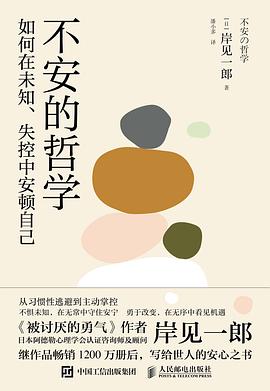 不安の哲学
[日] 岸见一郎 著
潘小多 译
不安的哲学
如何在未知、失控中安顿自己
从习惯性逃避到主动掌控
不惧未知，在无常中守住安宁 勇于改变，在无序中看见机遇
《被讨厌的勇气》作者
日本阿德勒心理学会认证咨询师及顾问
岸见一郎
继作品畅销1200万册后，写给世人的安心之书
中国工信出版集团
人民邮电出版社
POSTS & TELECOM PRESS